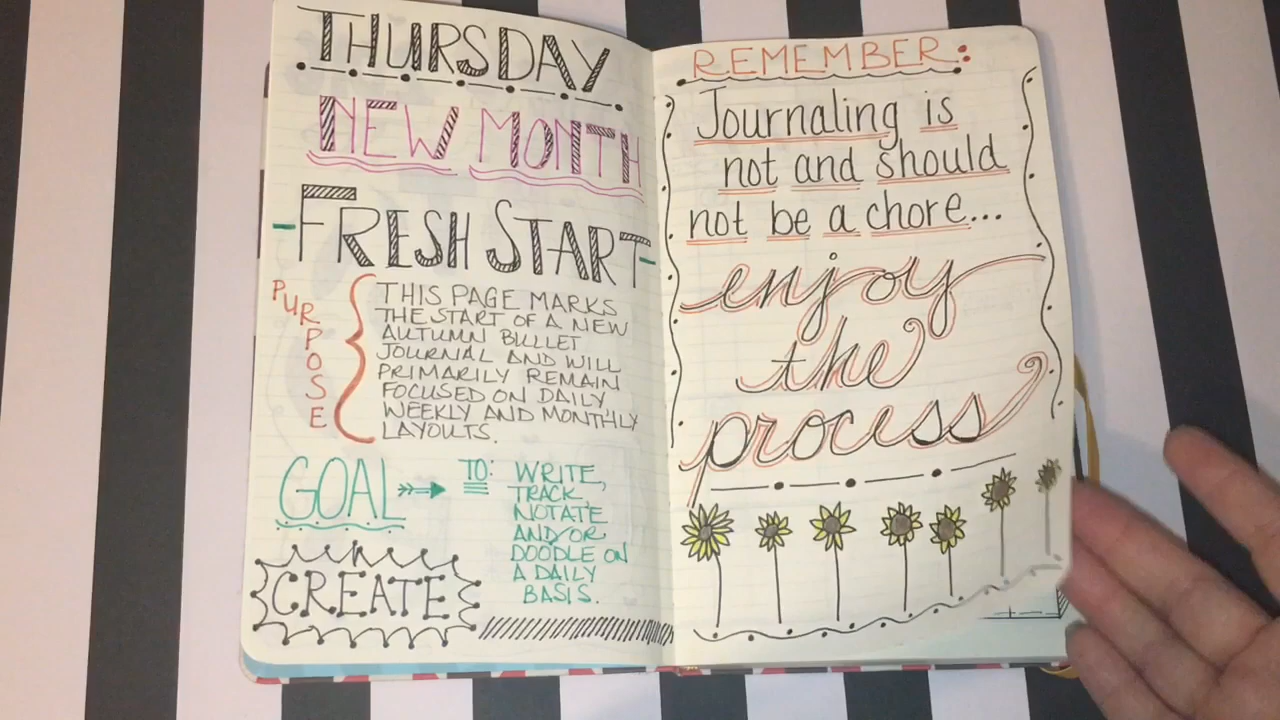 THURSDAY
NEW MONTH
FRESH START
PURPOSE
THIS PAGE MARKS
THE START OF A NEW
AUTUMN BULLET
JOURNAL AND WILL
PRIMARILY REMAIN
FOCUSED ON DAILY
WEEKLY AND MONTHLY
LAYOUTS.
GOAL TO: WRITE,
TRACK,
NOTATE
AND/OR
DOODLE ON
A DAILY
BASIS.
CREATE
REMEMBER:
Journaling is
not and should
not be a chore...
enjoy
the
process